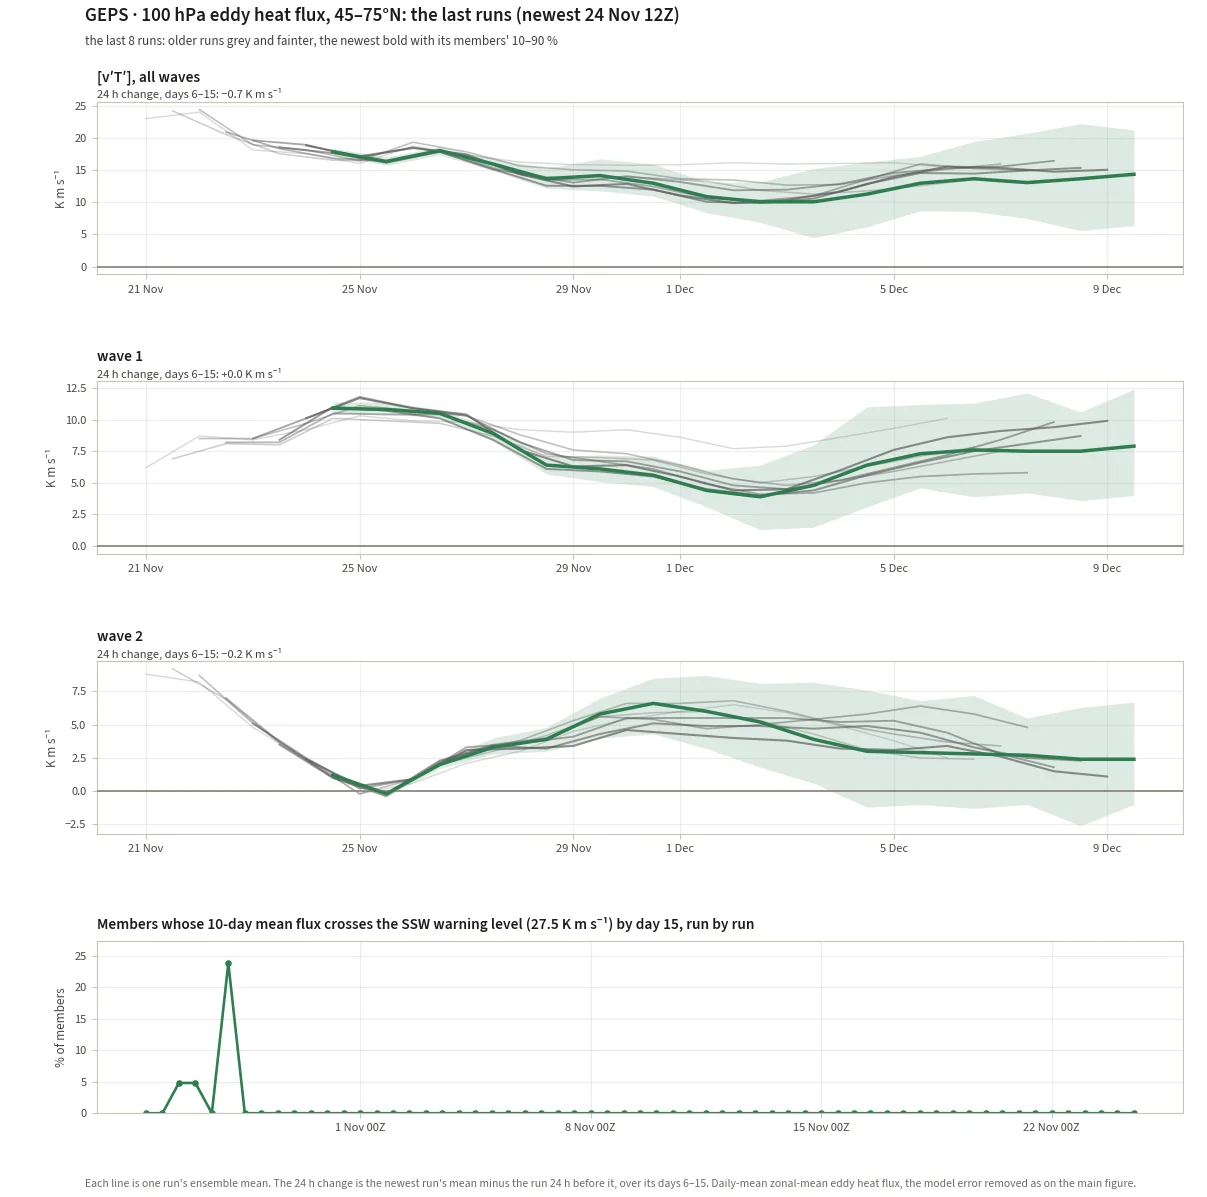 GEPS · 100 hPa eddy heat flux, 45–75°N: the last runs (newest 24 Nov 12Z)
the last 8 runs: older runs grey and fainter, the newest bold with its members' 10–90 %
[v′T′], all waves
24 h change, days 6–15: −0.7 K m s⁻¹
25
20
15
10
5
0
K m s⁻¹
21 Nov
25 Nov
29 Nov
1 Dec
5 Dec
9 Dec
wave 1
24 h change, days 6–15: +0.0 K m s⁻¹
12.5
10.0
7.5
5.0
2.5
0.0
K m s⁻¹
21 Nov
25 Nov
29 Nov
1 Dec
5 Dec
9 Dec
wave 2
24 h change, days 6–15: −0.2 K m s⁻¹
7.5
5.0
2.5
0.0
−2.5
K m s⁻¹
21 Nov
25 Nov
29 Nov
1 Dec
5 Dec
9 Dec
Members whose 10-day mean flux crosses the SSW warning level (27.5 K m s⁻¹) by day 15, run by run
25
20
15
10
5
0
% of members
1 Nov 00Z
8 Nov 00Z
15 Nov 00Z
22 Nov 00Z
Each line is one run's ensemble mean. The 24 h change is the newest run's mean minus the run 24 h before it, over its days 6–15. Daily-mean zonal-mean eddy heat flux, the model error removed as on the main figure.